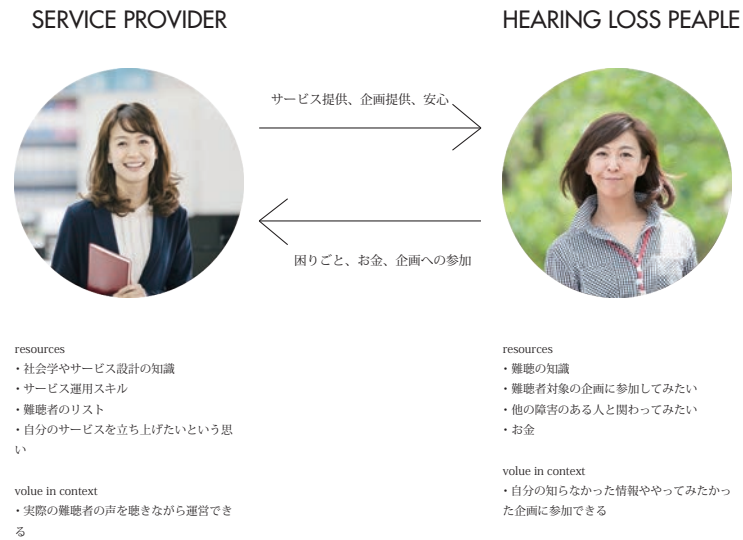 SERVICE PROVIDER
HEARING LOSS PEAPLE
サービス提供、企画提供、安心
困りごと、お金、企画への参加
resources
・社会学やサービス設計の知識
・サービス運用スキル
・難聴者のリスト
・自分のサービスを立ち上げたいという思
い
volue in context
・実際の難聴者の声を聴きながら運営でき
る
resources
・難聴の知識
・難聴者対象の企画に参加してみたい
・他の障害のある人と関わってみたい
・お金
volue in context
・自分の知らなかった情報ややってみたかっ
た企画に参加できる